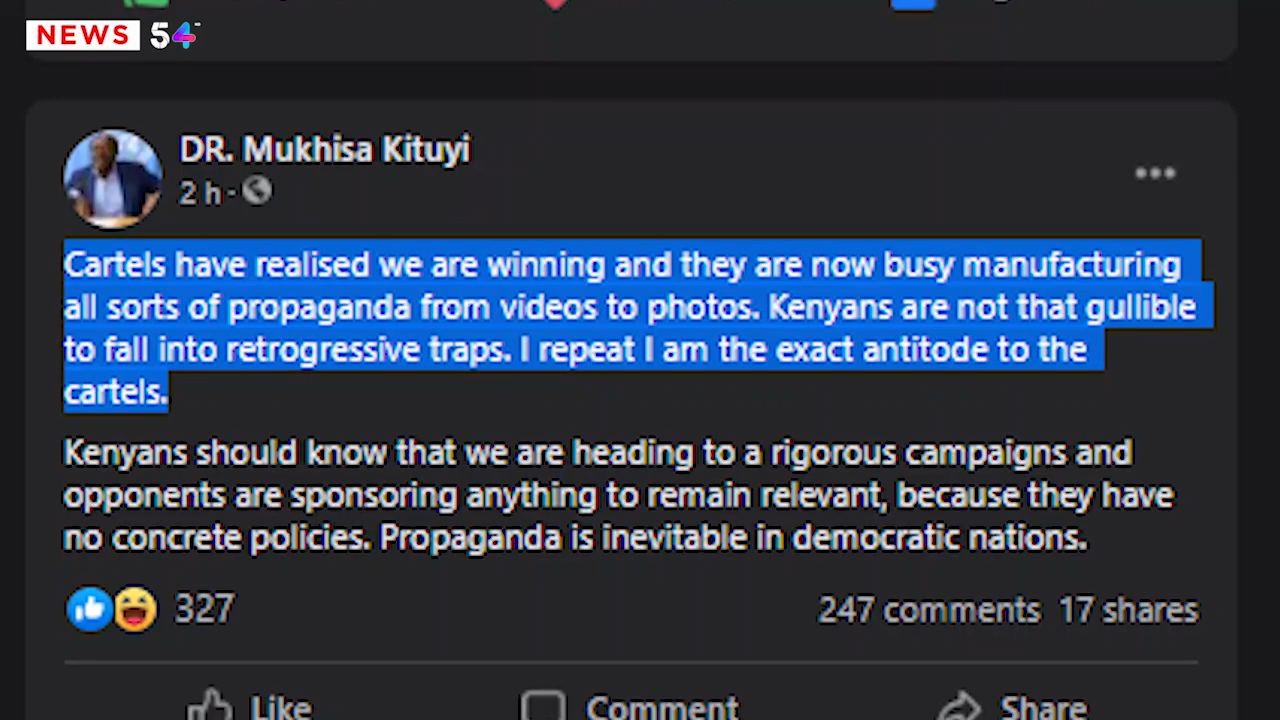 NEWS 54
DR. Mukhisa Kituyi
2 h ·
Cartels have realised we are winning and they are now busy manufacturing
all sorts of propaganda from videos to photos. Kenyans are not that gullible
to fall into retrogressive traps. I repeat I am the exact antitode to the
cartels.
Kenyans should know that we are heading to a rigorous campaigns and
opponents are sponsoring anything to remain relevant, because they have
no concrete policies. Propaganda is inevitable in democratic nations.
327 247 comments 17 shares
Like Comment Share